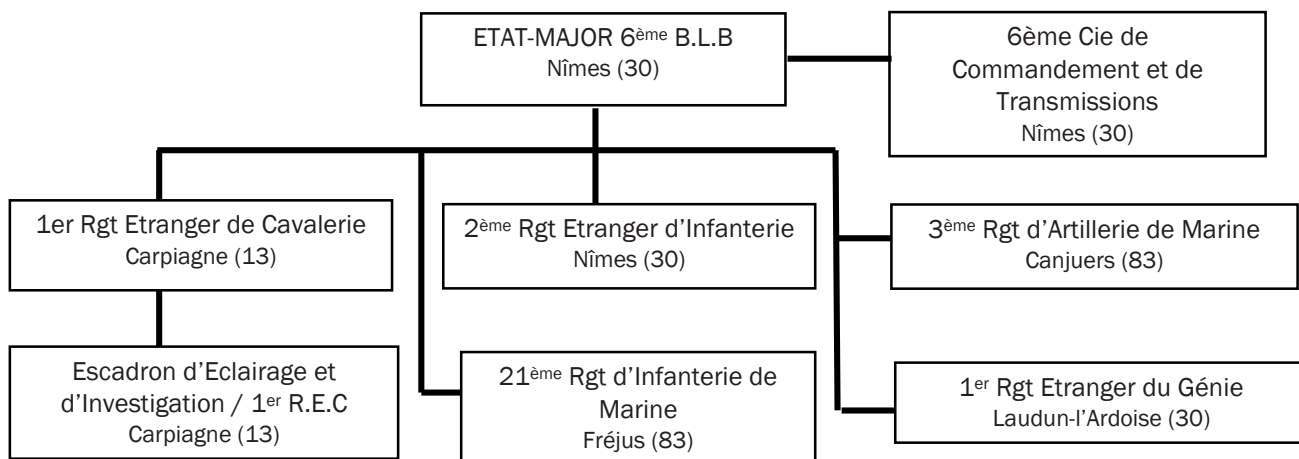 ETAT-MAJOR 6ème B.L.B
Nîmes (30)
6ème Cie de
Commandement et de
Transmissions
Nîmes (30)
1er Rgt Etranger de Cavalerie
Carpiagne (13)
2ème Rgt Etranger d’Infanterie
Nîmes (30)
3ème Rgt d’Artillerie de Marine
Canjuers (83)
Escadron d’Eclairage et
d’Investigation / 1er R.E.C
Carpiagne (13)
21ème Rgt d’Infanterie de
Marine
Fréjus (83)
1er Rgt Etranger du Génie
Laudun-l’Ardoise (30)